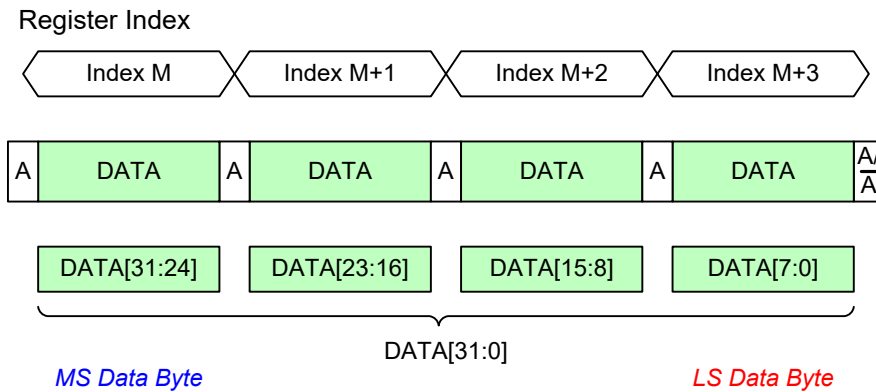 Register Index
Index M Index M+1 Index M+2 Index M+3
A DATA A DATA A DATA A DATA A/
A
DATA[31:24] DATA[23:16] DATA[15:8] DATA[7:0]
DATA[31:0]
MS Data Byte LS Data Byte